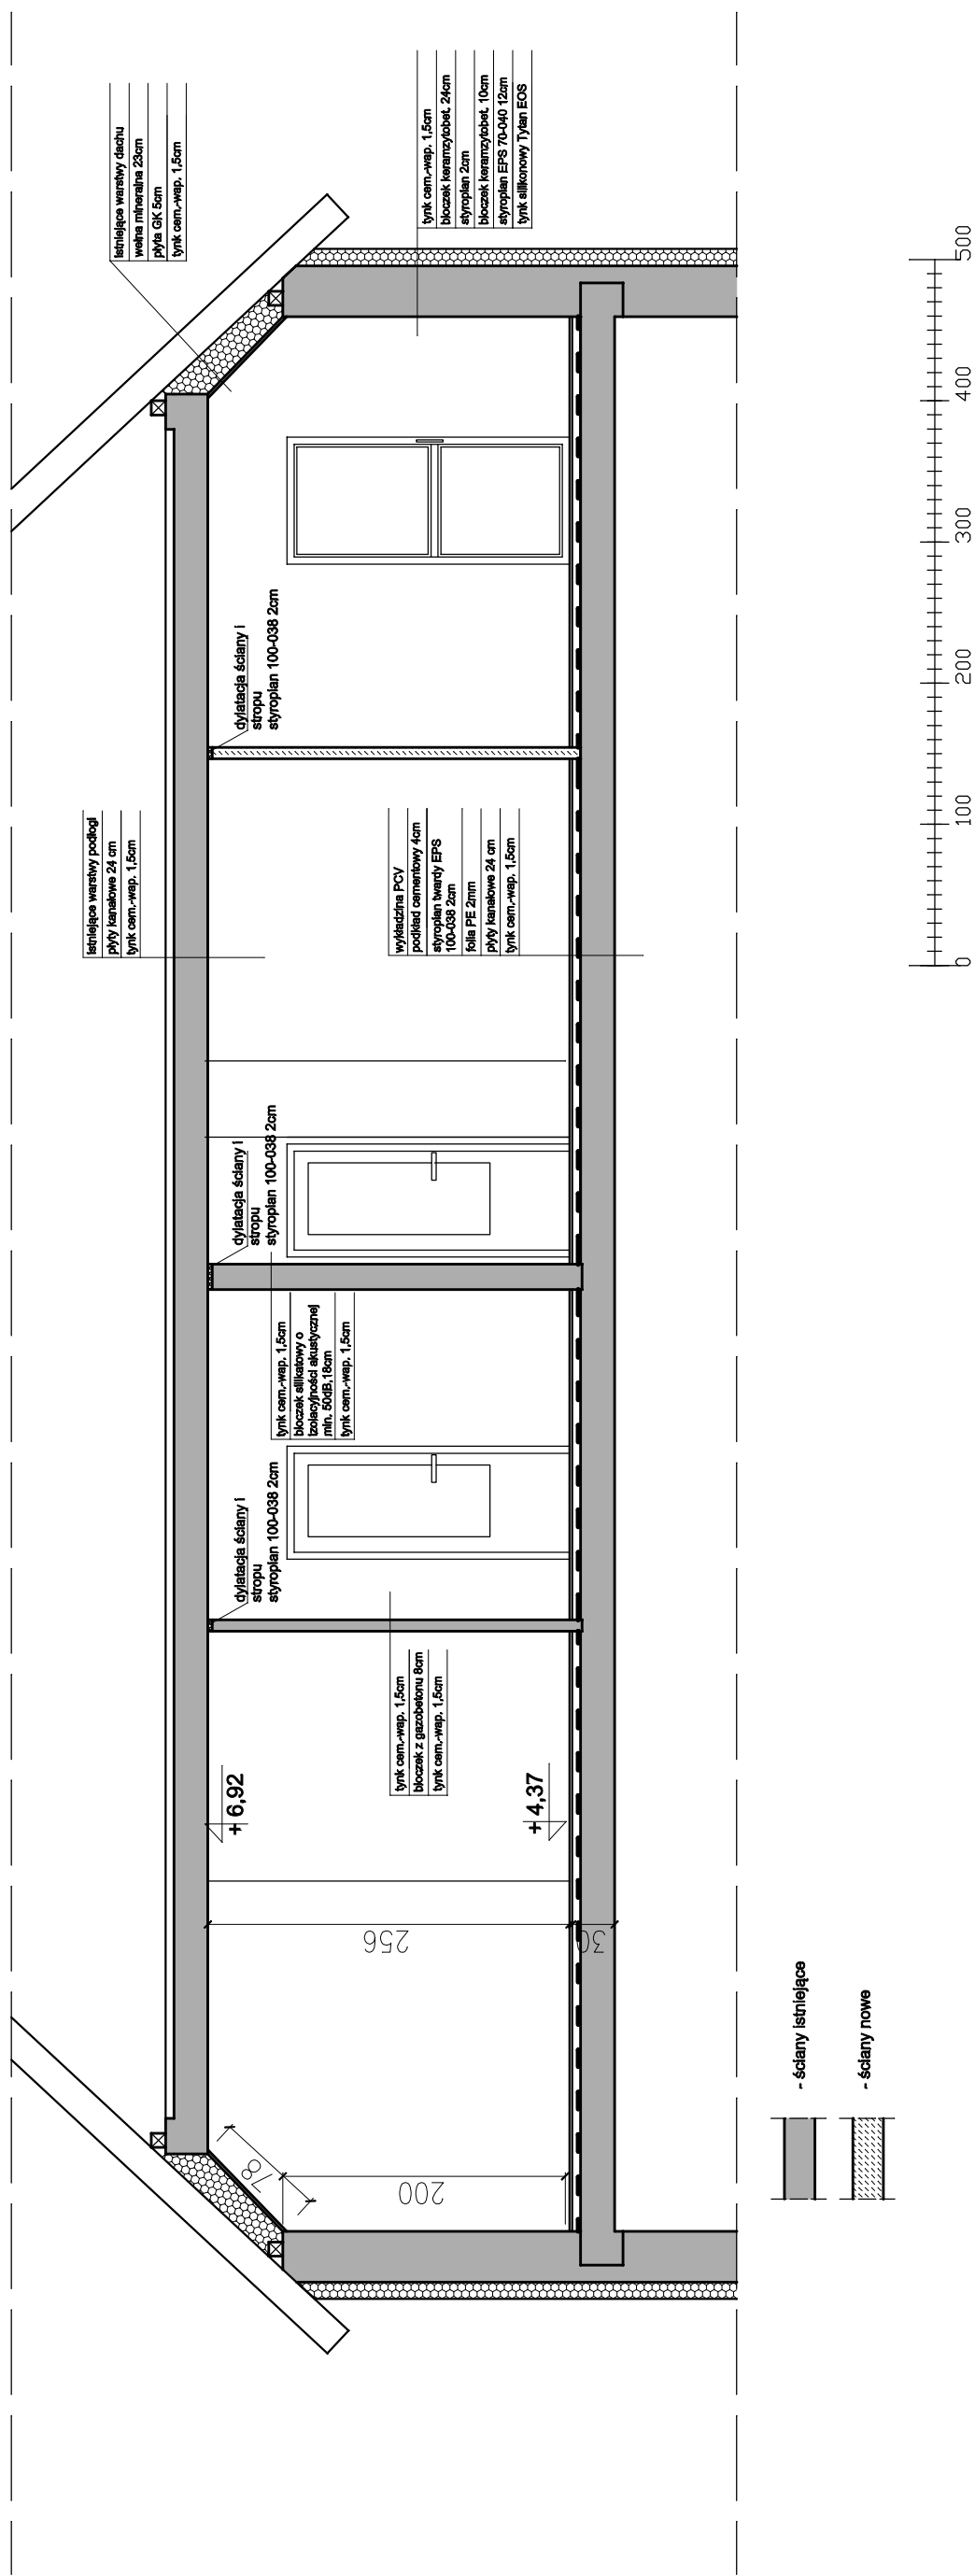 istniejące warstwy dachu
wełna mineralna 23cm
płyta GK 5cm
tynk cem.-wap. 1,5cm
tynk cem.-wap. 1,5cm
bloczek keramzytobet. 24cm
styropian 2cm
bloczek keramzytobet. 10cm
styropian EPS 70-040 12cm
tynk silikonowy Tytan EOS
istniejące warstwy podłogi
płyty kanałowe 24 cm
tynk cem.-wap. 1,5cm
wykładzina PCV
podkład cementowy 4cm
styropian twardy EPS
100-038 2cm
folia PE 2mm
płyty kanałowe 24 cm
tynk cem.-wap. 1,5cm
dylatacja ściany i
stropu
styropian 100-038 2cm
dylatacja ściany i
stropu
styropian 100-038 2cm
dylatacja ściany i
stropu
styropian 100-038 2cm
tynk cem.-wap. 1,5cm
bloczek silikatowy o
izolacyjności akustycznej
min. 50dB,18cm
tynk cem.-wap. 1,5cm
tynk cem.-wap. 1,5cm
bloczek z gazobetonu 8cm
tynk cem.-wap. 1,5cm
+ 6,92
+ 4,37
256
30
78
200
- ściany istniejące
- ściany nowe
0 100 200 300 400 500